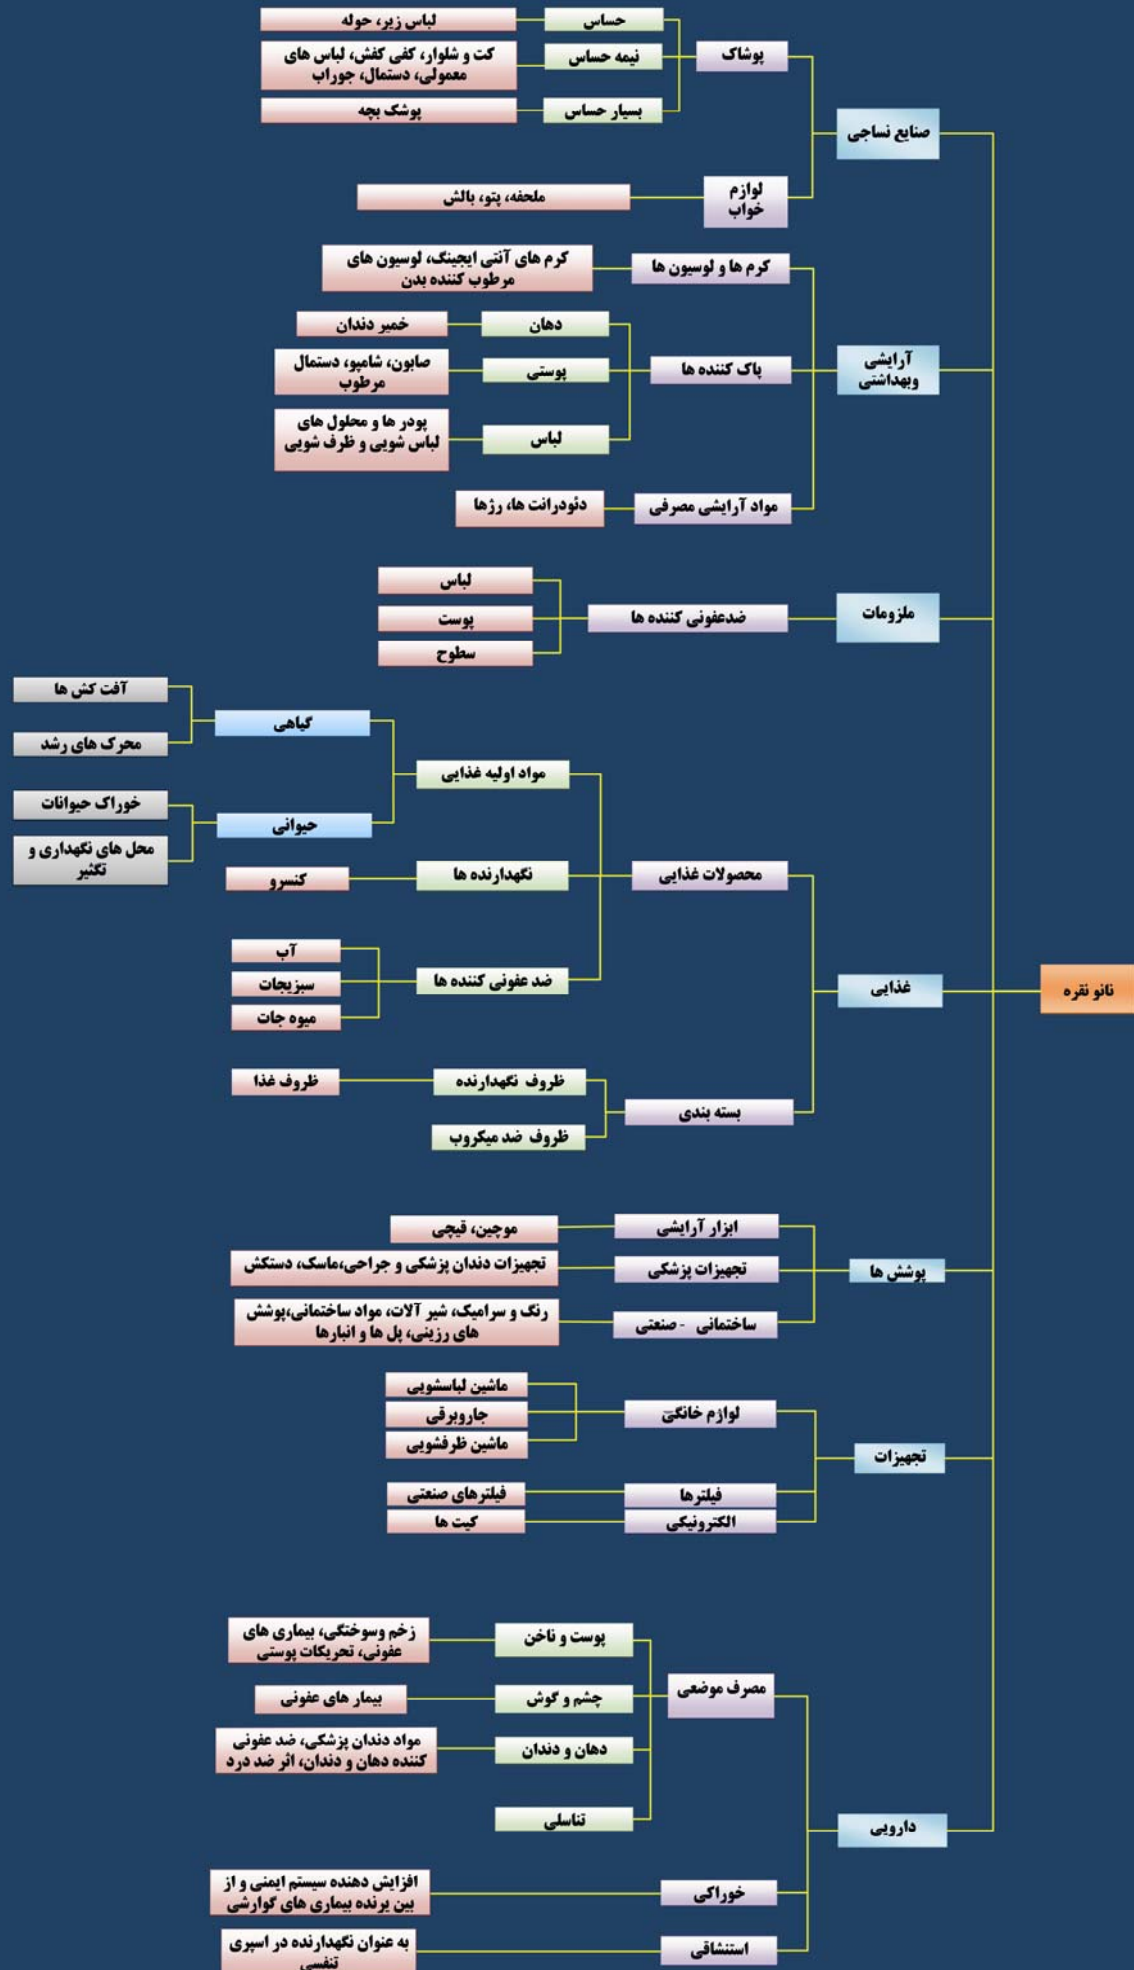 نانو نقره
صنایع نساجی
پوشاک
حساس
لباس زیر، حوله
نیمه حساس
کت و شلوار، کفی کفش، لباس های
معمولی، دستمال، جوراب
بسیار حساس
پوشک بچه
لوازم
خواب
ملحفه، پتو، بالش
آرایشی
وبهداشتی
کرم ها و لوسیون ها
کرم های آنتی ایجینگ، لوسیون های
مرطوب کننده بدن
پاک کننده ها
دهان
خمیر دندان
پوستی
صابون، شامپو، دستمال
مرطوب
لباس
پودر ها و محلول های
لباس شویی و ظرف شویی
مواد آرایشی مصرفی
دئودرانت ها، رژها
ملزومات
ضدعفونی کننده ها
لباس
پوست
سطوح
غذایی
محصولات غذایی
مواد اولیه غذایی
گیاهی
آفت کش ها
محرک های رشد
حیوانی
خوراک حیوانات
محل های نگهداری و
تگثیر
نگهدارنده ها
کنسرو
ضد عفونی کننده ها
آب
سبزیجات
میوه جات
بسته بندی
ظروف نگهدارنده
ظروف غذا
ظروف ضد میکروب
پوشش ها
ابزار آرایشی
موچین، قیچی
تجهیزات پزشکی
تجهیزات دندان پزشکی و جراحی،ماسک، دستکش
ساختمانی - صنعتی
رنگ و سرامیک، شیر آلات، مواد ساختمانی،پوشش
های رزینی، پل ها و انبارها
تجهیزات
لوازم خانگی
ماشین لباسشویی
جاروبرقی
ماشین ظرفشویی
فیلترها
فیلترهای صنعتی
الکترونیکی
کیت ها
دارویی
مصرف موضعی
پوست و ناخن
زخم وسوختگی، بیماری های
عفونی، تحریکات پوستی
چشم و گوش
بیمار های عفونی
دهان و دندان
مواد دندان پزشکی، ضد عفونی
کننده دهان و دندان، اثر ضد درد
تناسلی
خوراکی
افزایش دهنده سیستم ایمنی و از
بین برنده بیماری های گوارشی
استنشاقی
به عنوان نگهدارنده در اسپری
تنفسی